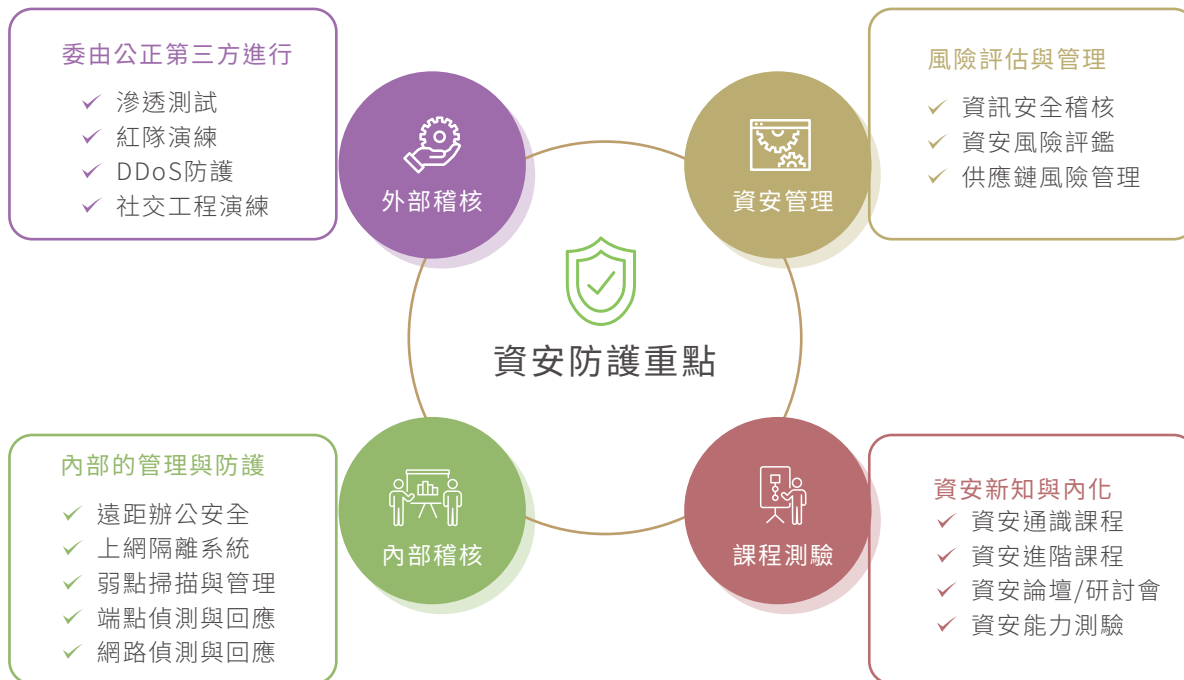 委由公正第三方進行
滲透測試
紅隊演練
DDoS防護
社交工程演練
外部稽核
風險評估與管理
資訊安全稽核
資安風險評鑑
供應鏈風險管理
資安管理
資安防護重點
內部的管理與防護
遠距辦公安全
上網隔離系統
弱點掃描與管理
端點偵測與回應
網路偵測與回應
內部稽核
資安新知與內化
資安通識課程
資安進階課程
資安論壇/研討會
資安能力測驗
課程測驗